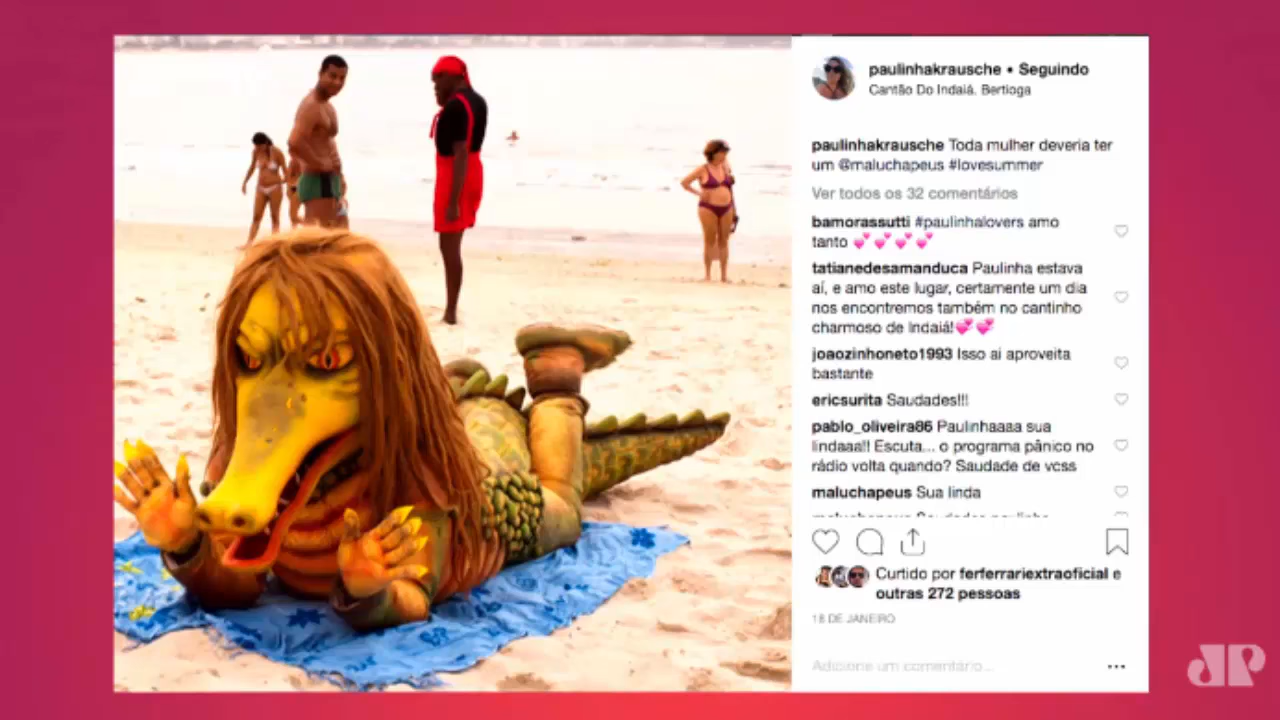 paulinhakrausche • Seguindo
Cantão Do Indaiá, Bertioga
paulinhakrausche Toda mulher deveria ter
um @maluchapeus #lovesummer
Ver todos os 32 comentários
bamorassutti #paulinhalovers amo
tanto 💕💕💕💕
tatianedesamanduca Paulinha estava
aí, e amo este lugar, certamente um dia
nos encontremos também no cantinho
charmoso de Indaiá!💕💕
joaozinhoneto1993 Isso aí aproveita
bastante
ericsurita Saudades!!!
pablo_oliveira86 Paulinhaaaa sua
lindaaa!! Escuta... o programa pânico no
rádio volta quando? Saudade de vcss
maluchapeus Sua linda
Curtido por ferferrariextraoficial e
outras 272 pessoas
18 DE JANEIRO
Adicione um comentário...
JP